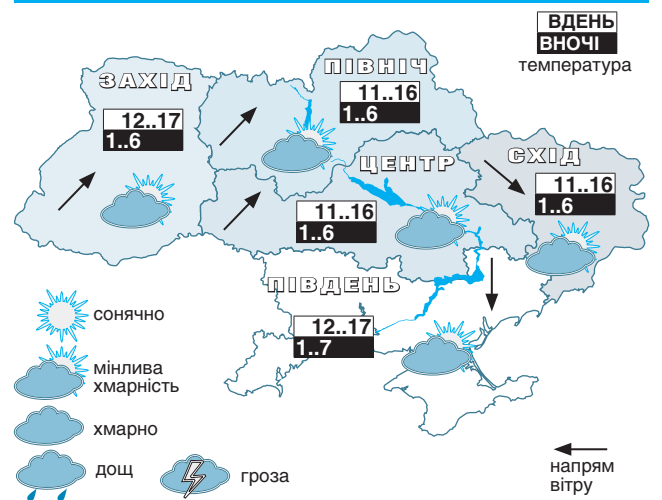 ВДЕНЬ
ВНОЧІ
температура
ЗАХІД
12..17
1..6
ПІВНІЧ
11..16
1..6
ЦЕНТР
11..16
1..6
СХІД
11..16
1..6
ПІВДЕНЬ
12..17
1..7
сонячно
мінлива
хмарність
хмарно
дощ
гроза
напрям
вітру